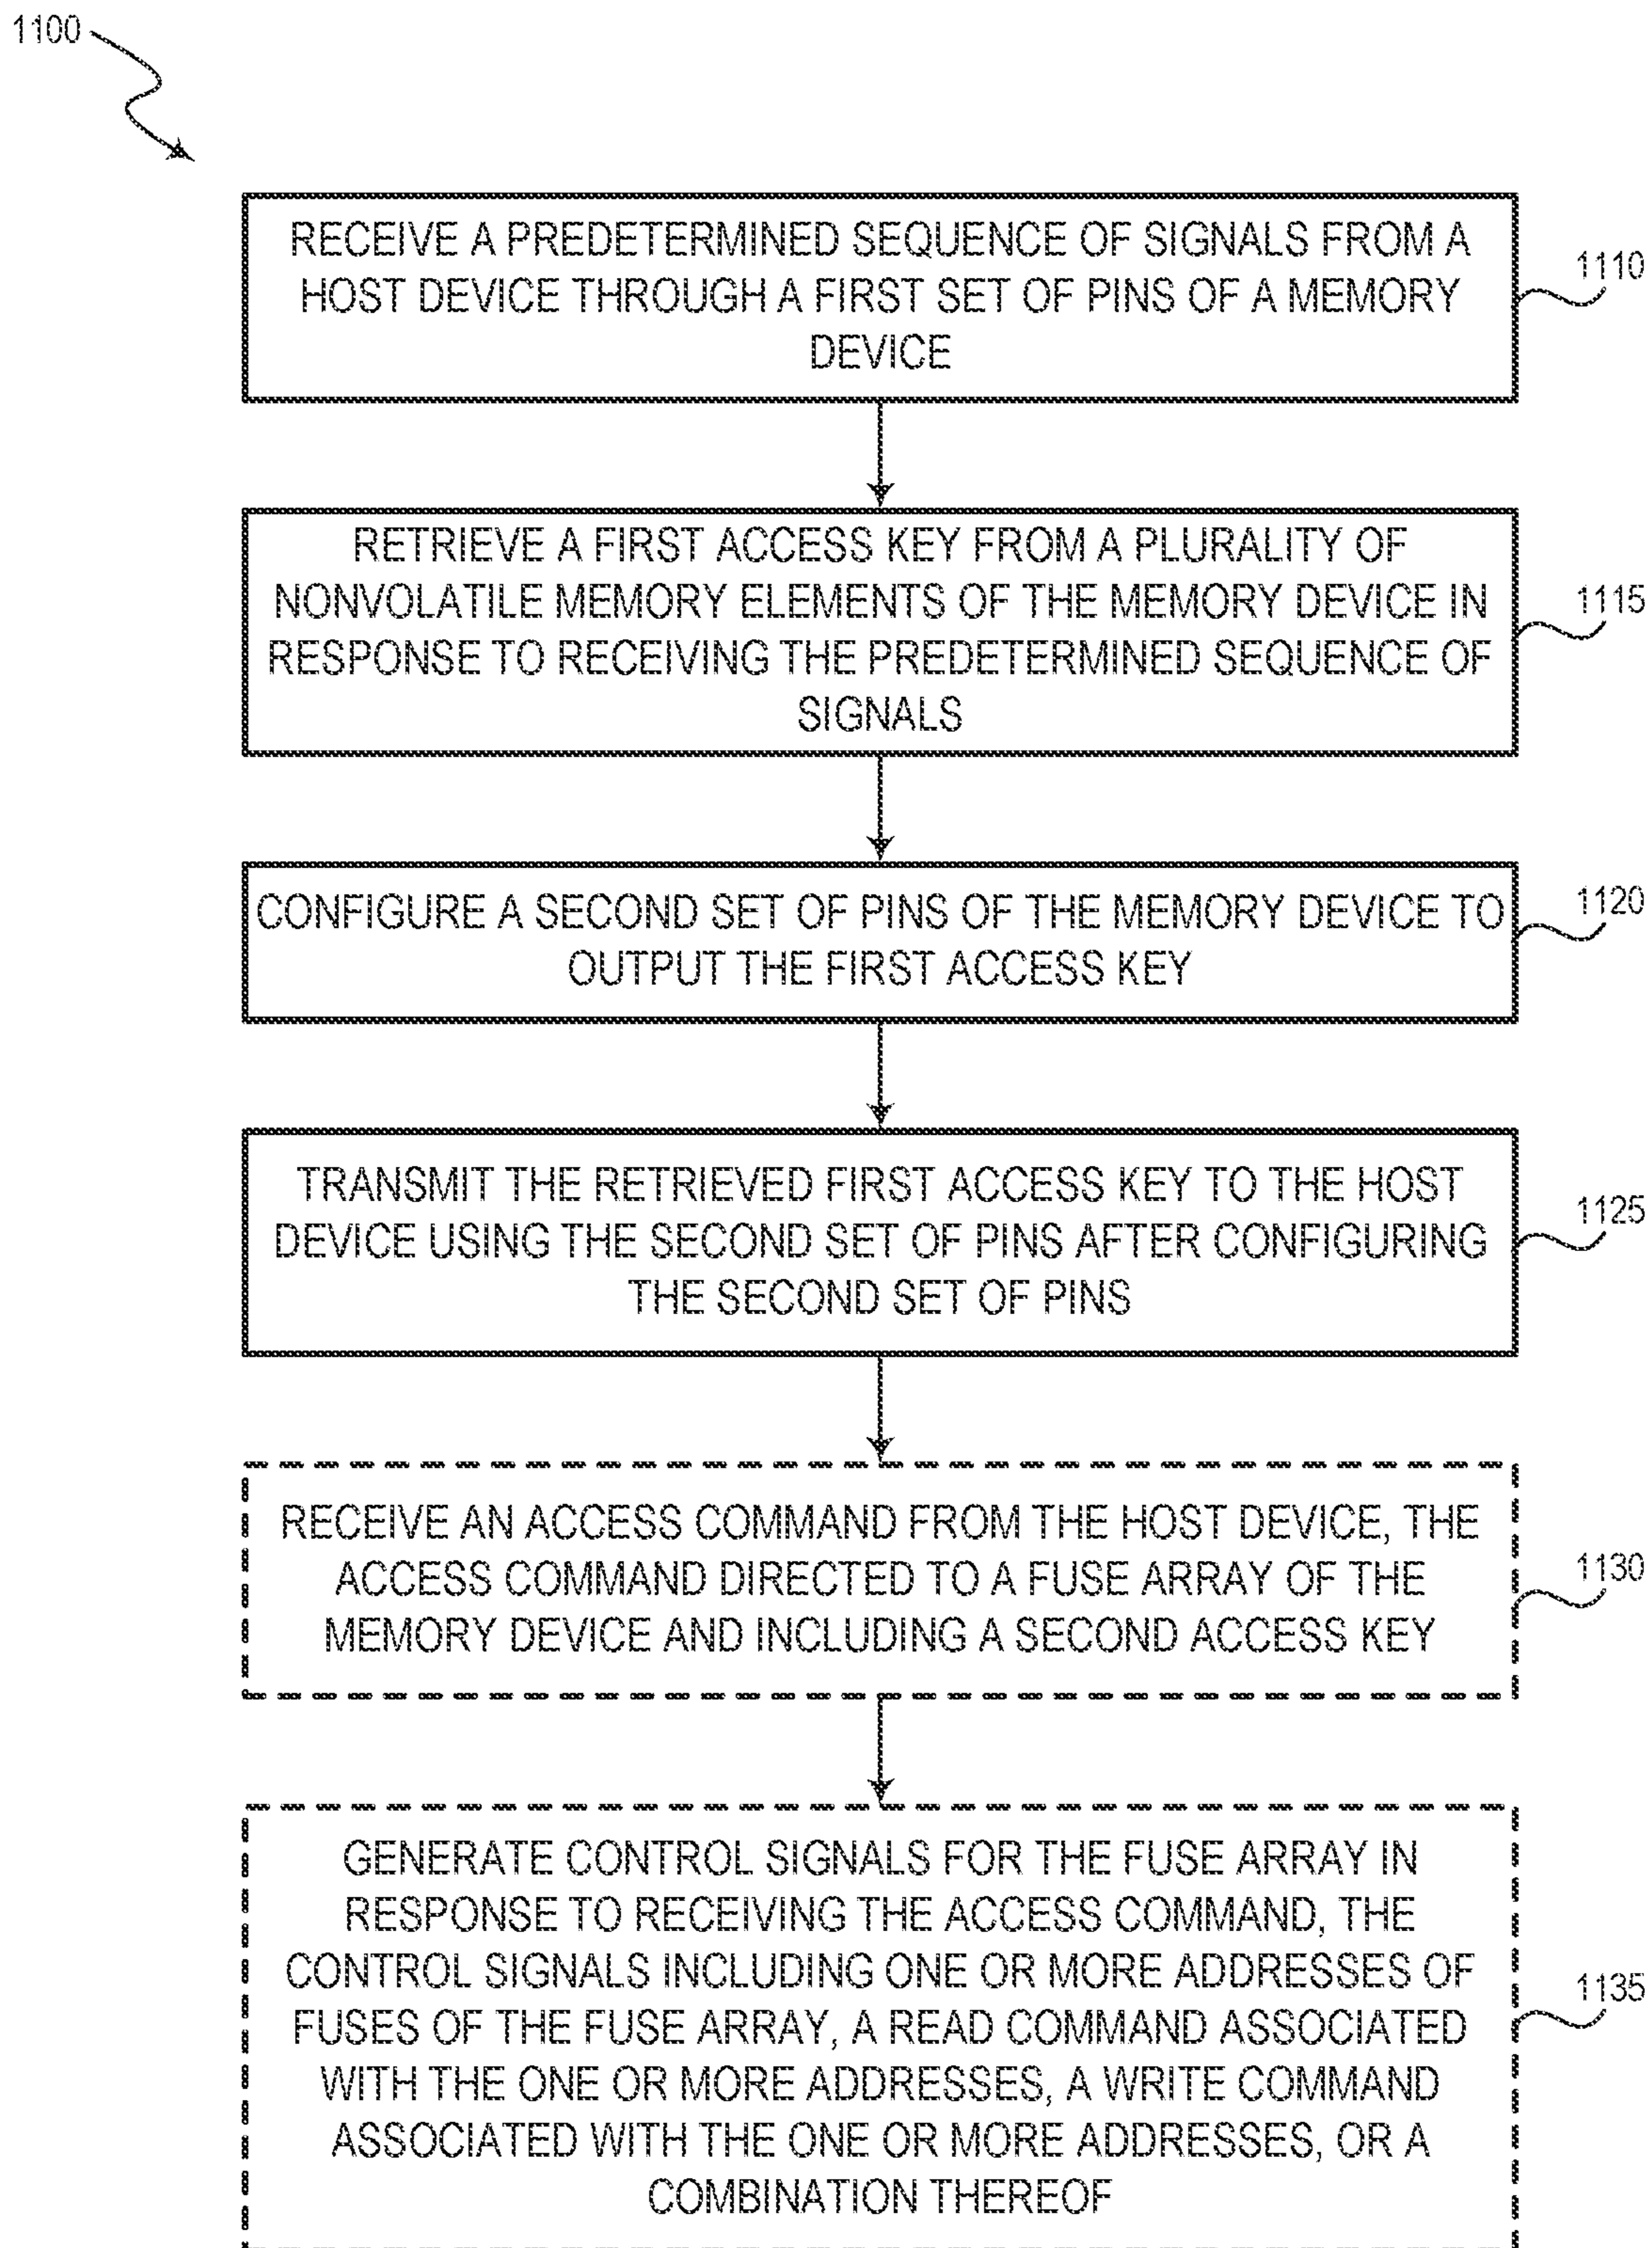 1100
RECEIVE A PREDETERMINED SEQUENCE OF SIGNALS FROM A
HOST DEVICE THROUGH A FIRST SET OF PINS OF A MEMORY
DEVICE
1110
RETRIEVE A FIRST ACCESS KEY FROM A PLURALITY OF
NONVOLATILE MEMORY ELEMENTS OF THE MEMORY DEVICE IN
RESPONSE TO RECEIVING THE PREDETERMINED SEQUENCE OF
SIGNALS
1115
CONFIGURE A SECOND SET OF PINS OF THE MEMORY DEVICE TO
OUTPUT THE FIRST ACCESS KEY
1120
TRANSMIT THE RETRIEVED FIRST ACCESS KEY TO THE HOST
DEVICE USING THE SECOND SET OF PINS AFTER CONFIGURING
THE SECOND SET OF PINS
1125
RECEIVE AN ACCESS COMMAND FROM THE HOST DEVICE, THE
ACCESS COMMAND DIRECTED TO A FUSE ARRAY OF THE
MEMORY DEVICE AND INCLUDING A SECOND ACCESS KEY
1130
GENERATE CONTROL SIGNALS FOR THE FUSE ARRAY IN
RESPONSE TO RECEIVING THE ACCESS COMMAND, THE
CONTROL SIGNALS INCLUDING ONE OR MORE ADDRESSES OF
FUSES OF THE FUSE ARRAY, A READ COMMAND ASSOCIATED
WITH THE ONE OR MORE ADDRESSES, A WRITE COMMAND
ASSOCIATED WITH THE ONE OR MORE ADDRESSES, OR A
COMBINATION THEREOF
1135